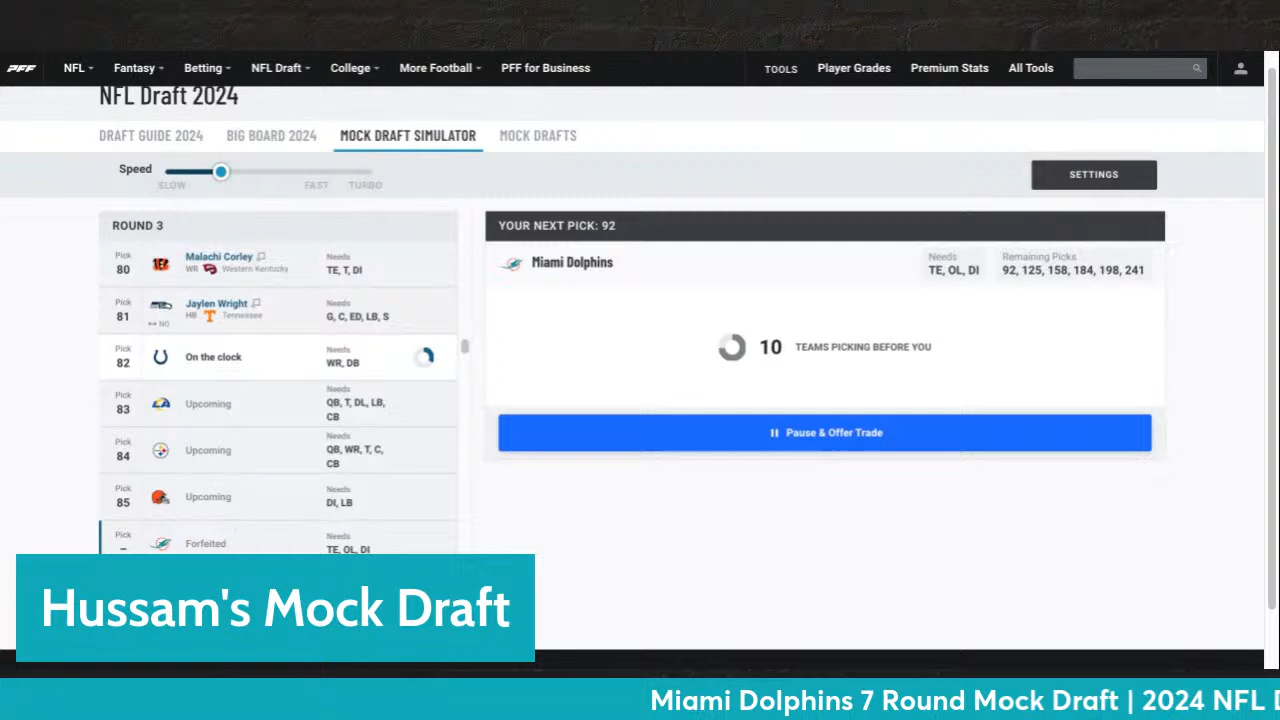 PFF NFL Fantasy Betting NFL Draft College More Football PFF for Business TOOLS Player Grades Premium Stats All Tools
NFL Draft 2024
DRAFT GUIDE 2024 BIG BOARD 2024 MOCK DRAFT SIMULATOR MOCK DRAFTS
Speed
SLOW FAST TURBO
SETTINGS
ROUND 3
Pick
80
Malachi Corley
WR Western Kentucky
Needs
TE, T, DI
Pick
81
↔ NO
Jaylen Wright
HB Tennessee
Needs
G, C, ED, LB, S
Pick
82
On the clock
Needs
WR, DB
Pick
83
Upcoming
Needs
QB, T, DL, LB,
CB
Pick
84
Upcoming
Needs
QB, WR, T, C,
CB
Pick
85
Upcoming
Needs
DI, LB
Pick
–
Forfeited
Needs
TE, OL, DI
YOUR NEXT PICK: 92
Miami Dolphins
Needs
TE, OL, DI
Remaining Picks
92, 125, 158, 184, 198, 241
10 TEAMS PICKING BEFORE YOU
Pause & Offer Trade
Hussam's Mock Draft
Miami Dolphins 7 Round Mock Draft | 2024 NFL D